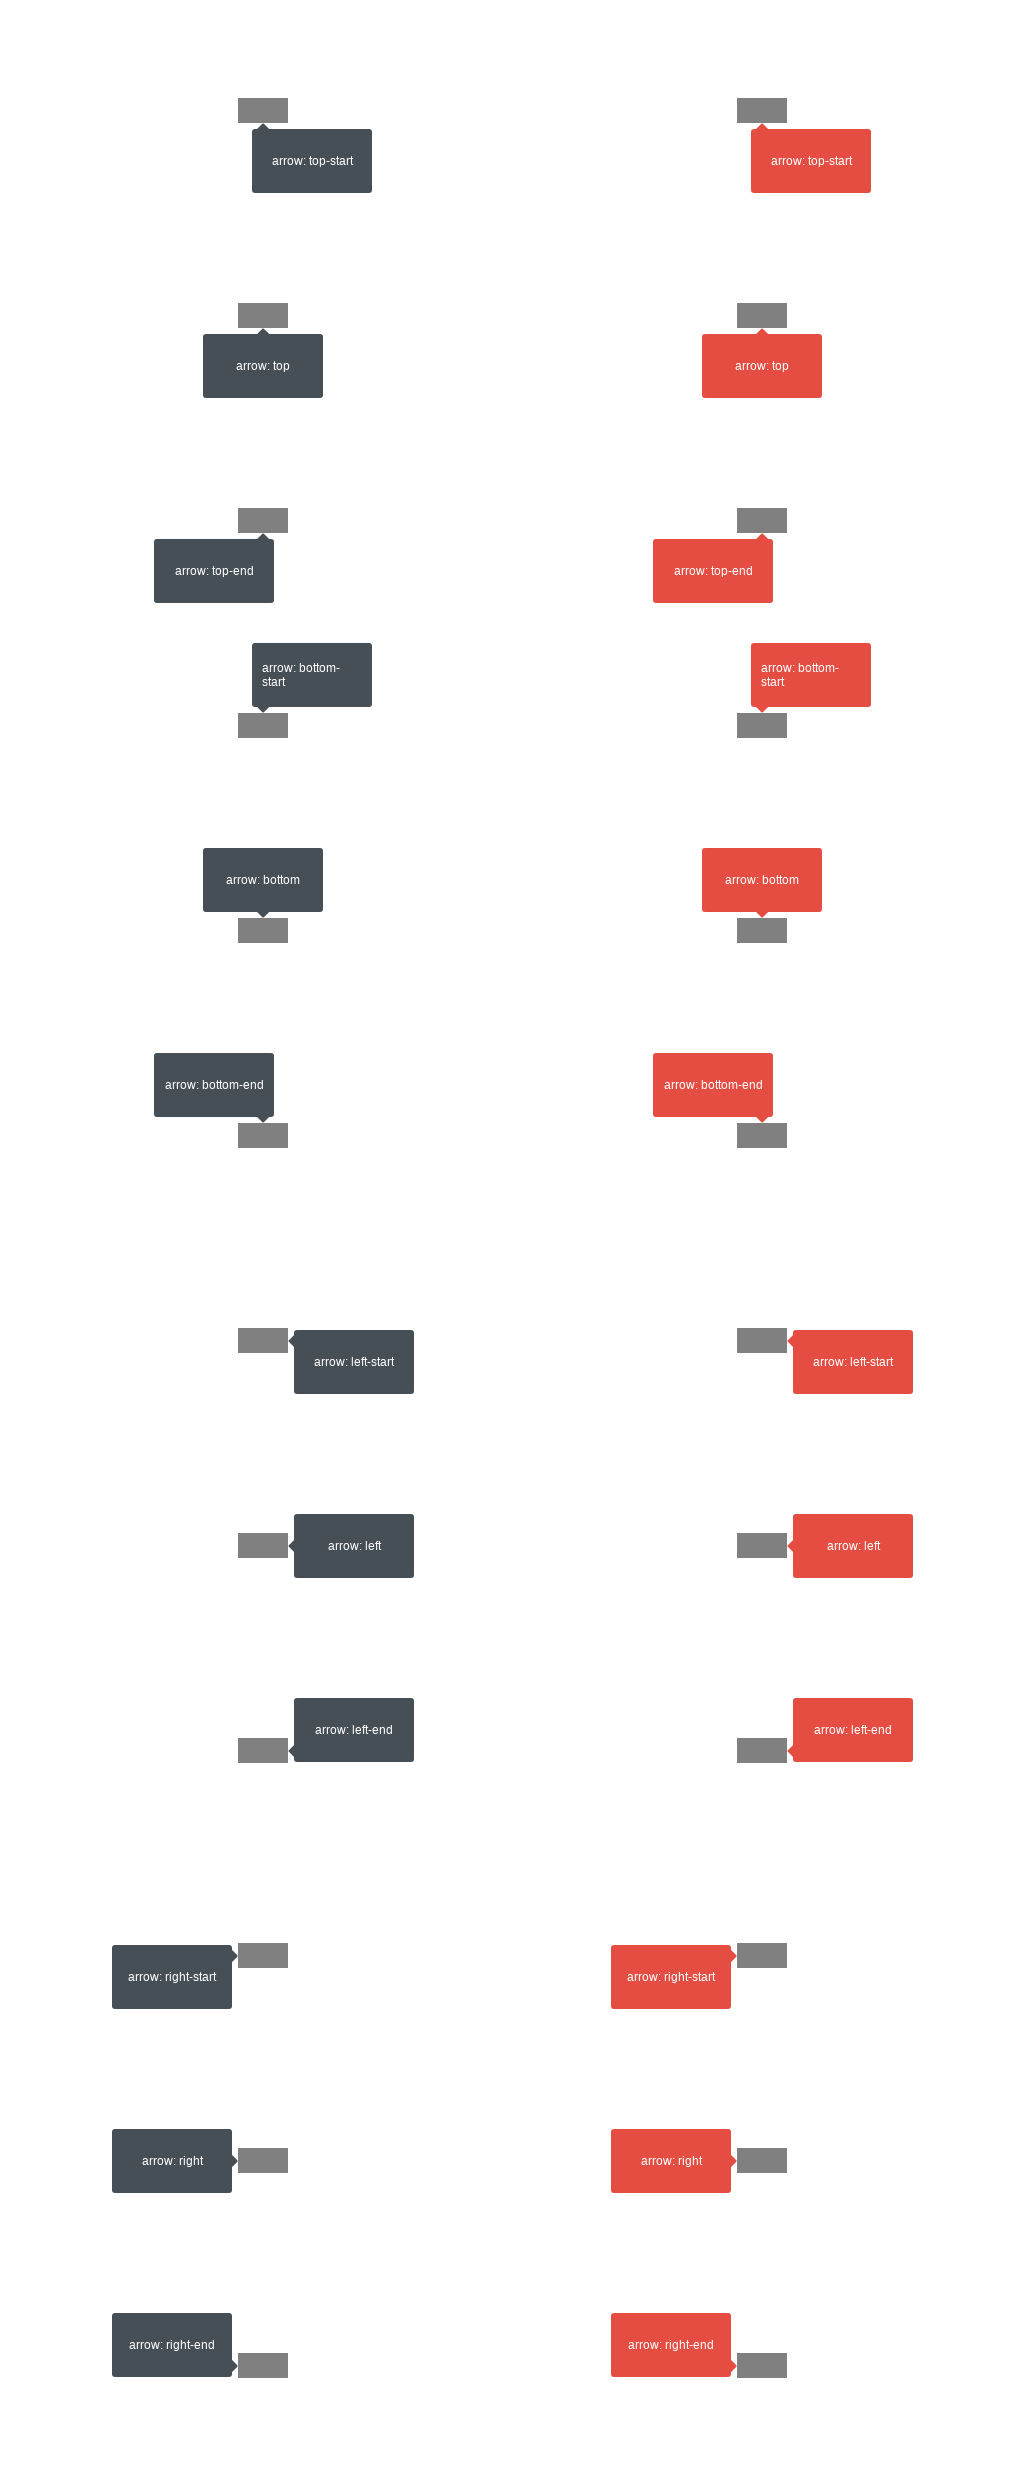 arrow: top-start
arrow: top-start
arrow: top
arrow: top
arrow: top-end
arrow: top-end
arrow: bottom-
start
arrow: bottom-
start
arrow: bottom
arrow: bottom
arrow: bottom-end
arrow: bottom-end
arrow: left-start
arrow: left-start
arrow: left
arrow: left
arrow: left-end
arrow: left-end
arrow: right-start
arrow: right-start
arrow: right
arrow: right
arrow: right-end
arrow: right-end